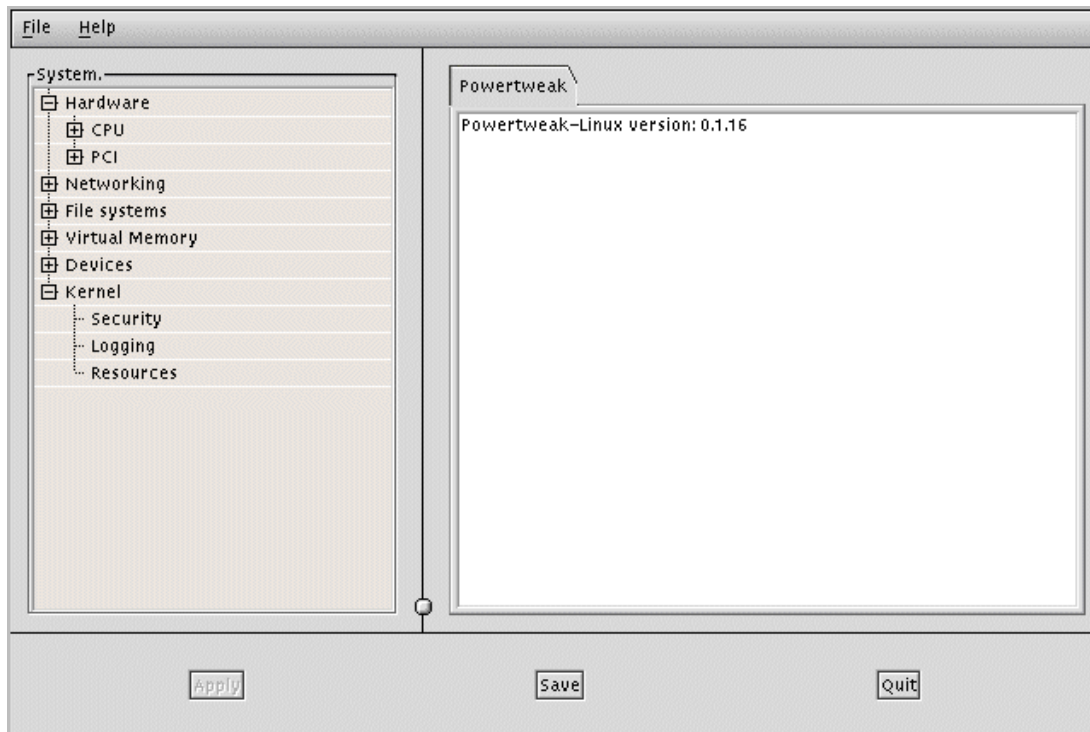 File Help
System.
Hardware
CPU
PCI
Networking
File systems
Virtual Memory
Devices
Kernel
Security
Logging
Resources
Powertweak
Powertweak-Linux version: 0.1.16
Apply
Save
Quit